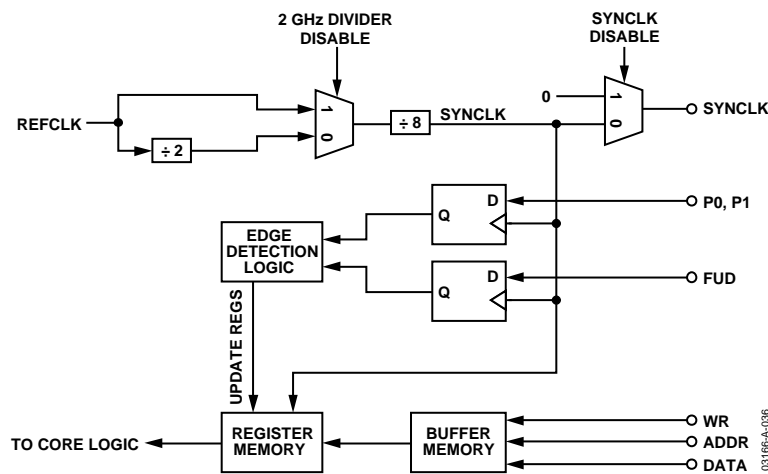 2 GHz DIVIDER
DISABLE
SYNCLK
DISABLE
REFCLK
1
0
÷ 2
÷ 8
SYNCLK
0
1
0
SYNCLK
Q
D
P0, P1
EDGE
DETECTION
LOGIC
Q
D
FUD
UPDATE REGS
TO CORE LOGIC
REGISTER
MEMORY
BUFFER
MEMORY
WR
ADDR
DATA
03166-A-036